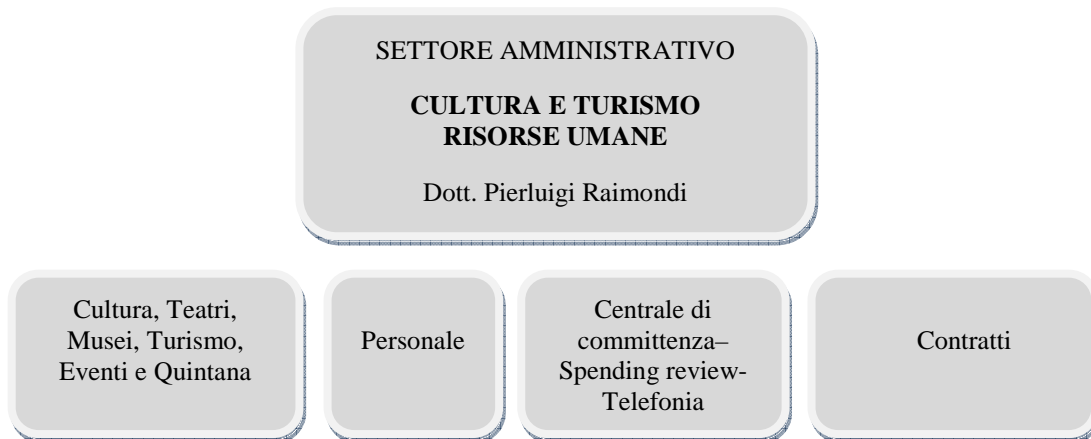 SETTORE AMMINISTRATIVO
CULTURA E TURISMO
RISORSE UMANE
Dott. Pierluigi Raimondi
Cultura, Teatri,
Musei, Turismo,
Eventi e Quintana
Personale
Centrale di
committenza–
Spending review-
Telefonia
Contratti